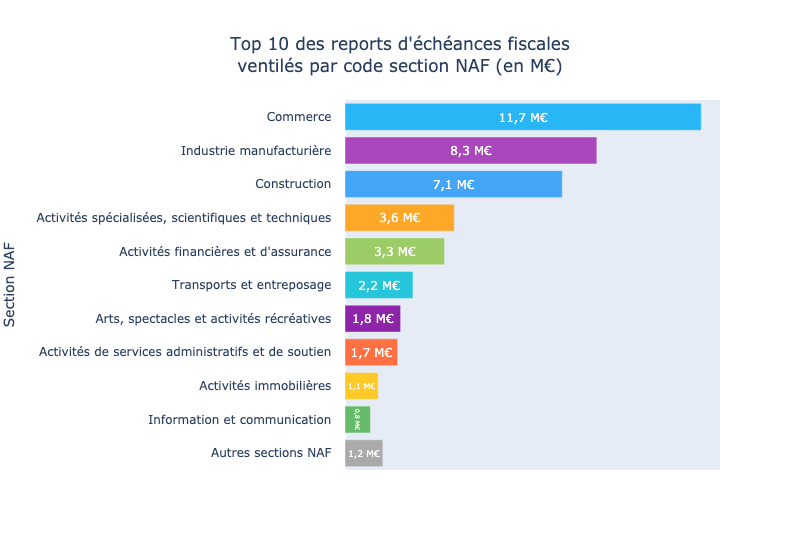 Top 10 des reports d'échéances fiscales
ventilés par code section NAF (en M€)
Section NAF
Commerce 11,7 M€
Industrie manufacturière 8,3 M€
Construction 7,1 M€
Activités spécialisées, scientifiques et techniques 3,6 M€
Activités financières et d'assurance 3,3 M€
Transports et entreposage 2,2 M€
Arts, spectacles et activités récréatives 1,8 M€
Activités de services administratifs et de soutien 1,7 M€
Activités immobilières 1,1 M€
Information et communication 0,8 M€
Autres sections NAF 1,2 M€